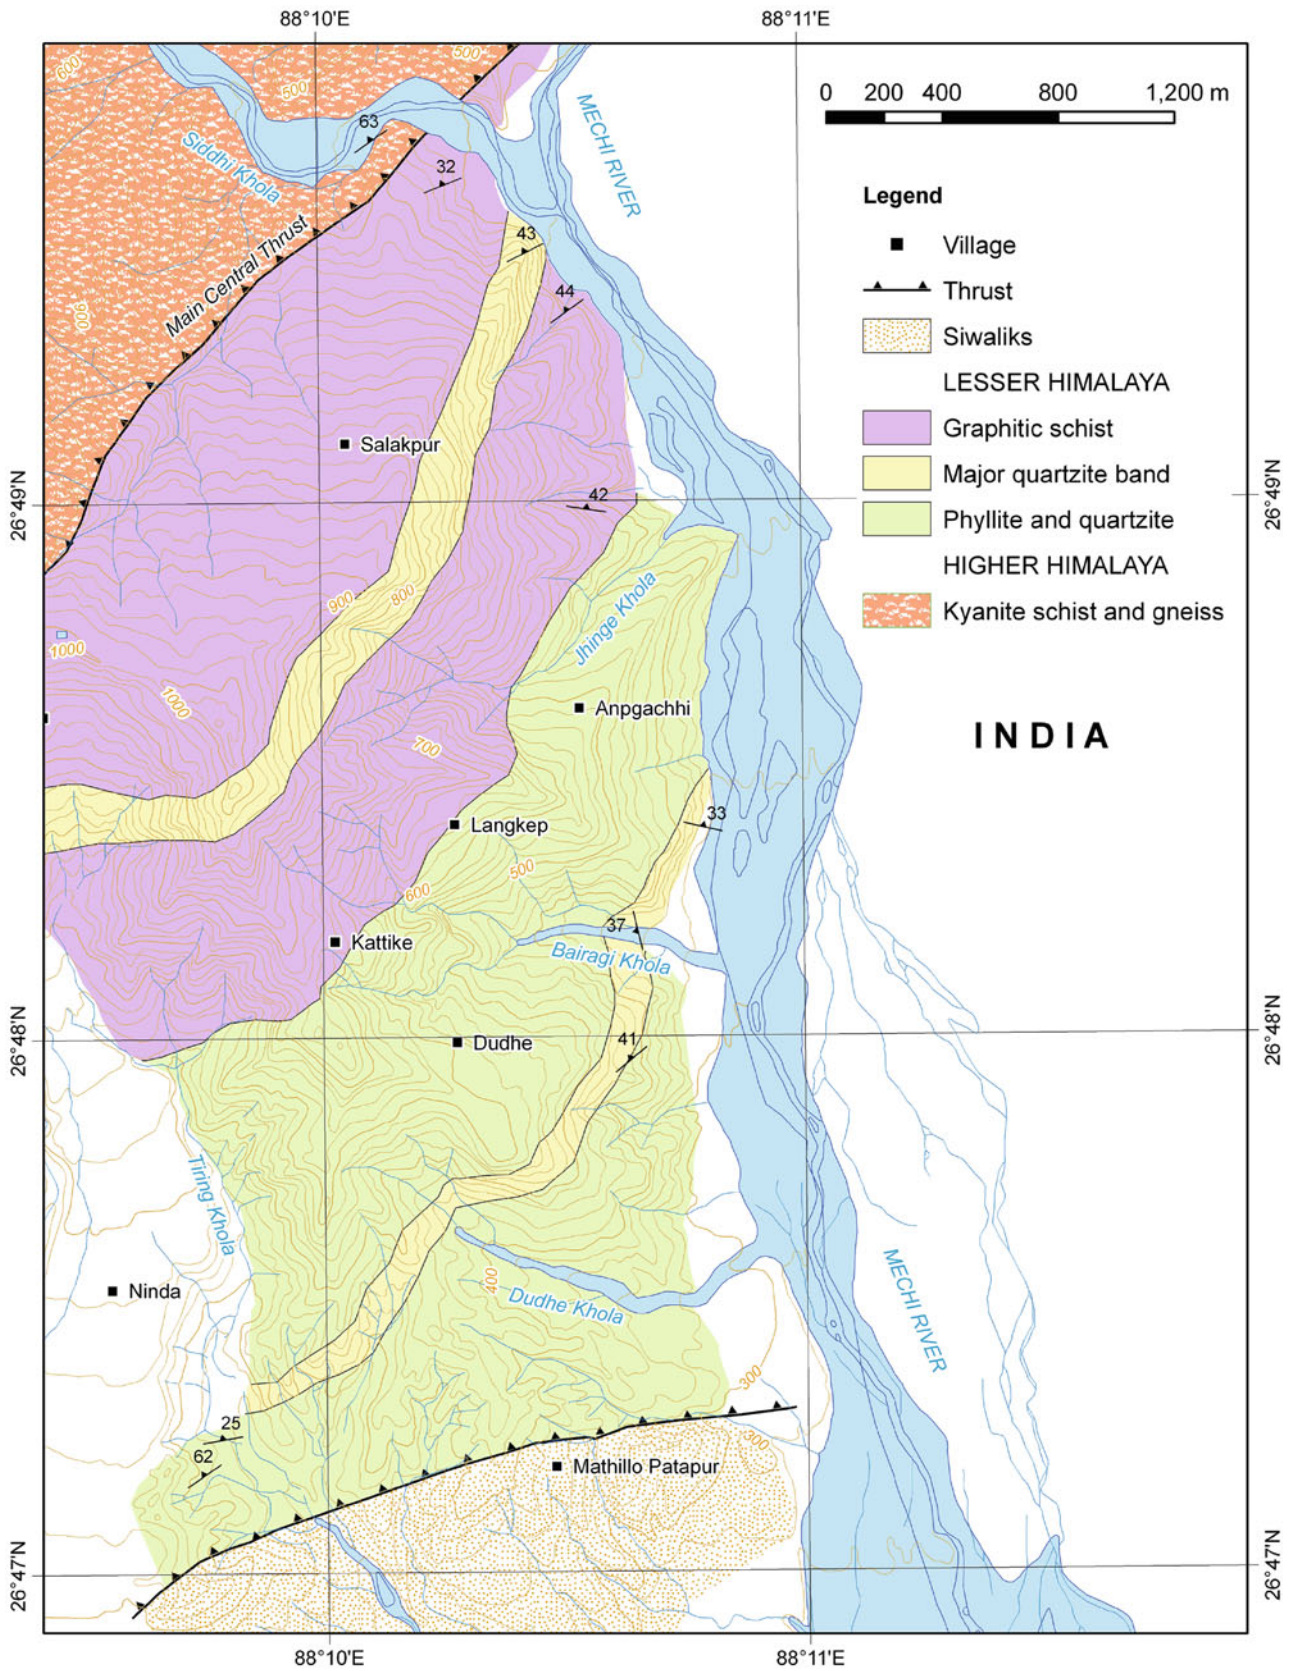 88°10'E
88°11'E
600
500
500
0 200 400 800 1,200 m
63
32
Siddhi Khola
MECHI RIVER
Legend
Village
Thrust
Siwaliks
LESSER HIMALAYA
Graphitic schist
Major quartzite band
Phyllite and quartzite
HIGHER HIMALAYA
Kyanite schist and gneiss
Main Central Thrust
43
44
Salakpur
42
26°49'N
26°49'N
900
800
Jhinge Khola
1000
1000
Anpgachhi
INDIA
700
33
Langkep
500
600
37
Kattike
Bairagi Khola
26°48'N
26°48'N
41
Dudhe
Tiring Khola
Ninda
400
Dudhe Khola
MECHI RIVER
300
300
25
62
Mathillo Patapur
26°47'N
26°47'N
88°10'E
88°11'E